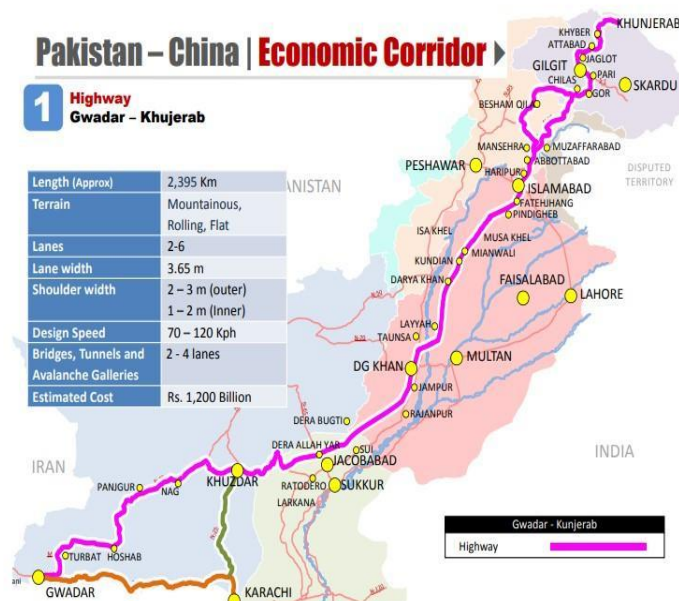 Pakistan – China | Economic Corridor
1
Highway
Gwadar – Khujerab
Length (Approx) 2,395 Km
Terrain Mountainous, Rolling, Flat
Lanes 2-6
Lane width 3.65 m
Shoulder width 2 – 3 m (outer)
1 – 2 m (Inner)
Design Speed 70 – 120 Kph
Bridges, Tunnels and Avalanche Galleries 2 - 4 lanes
Estimated Cost Rs. 1,200 Billion
KHUNJERAB
KHYBER
ATTABAD
JAGLOT
GILGIT
PARI
CHILAS
SKARDU
GOR
BESHAM QILA
MANSEHRA
MUZAFFARABAD
ABBOTTABAD
PESHAWAR
HARIPUR
DISPUTED
TERRITORY
ISLAMABAD
ANISTAN
FATEHJHANG
PINDIGHEB
ISA KHEL
MUSA KHEL
MIANWALI
KUNDIAN
DARYA KHAN
FAISALABAD
LAHORE
LAYYAH
TAUNSA
MULTAN
DG KHAN
JAMPUR
RAJANPUR
DERA BUGTI
DERA ALLAH YAR
SUI
INDIA
IRAN
JACOBABAD
KHUZDAR
PANJGUR
NAG
RATODERO
SUKKUR
LARKANA
TURBAT
HOSHAB
GWADAR
KARACHI
Gwadar - Kunjerab
Highway